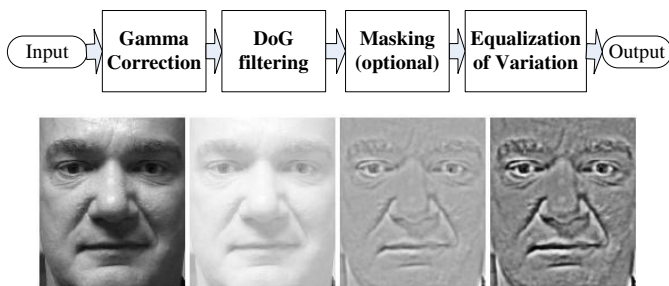 Input
Gamma
Correction
DoG
filtering
Masking
(optional)
Equalization
of Variation
Output